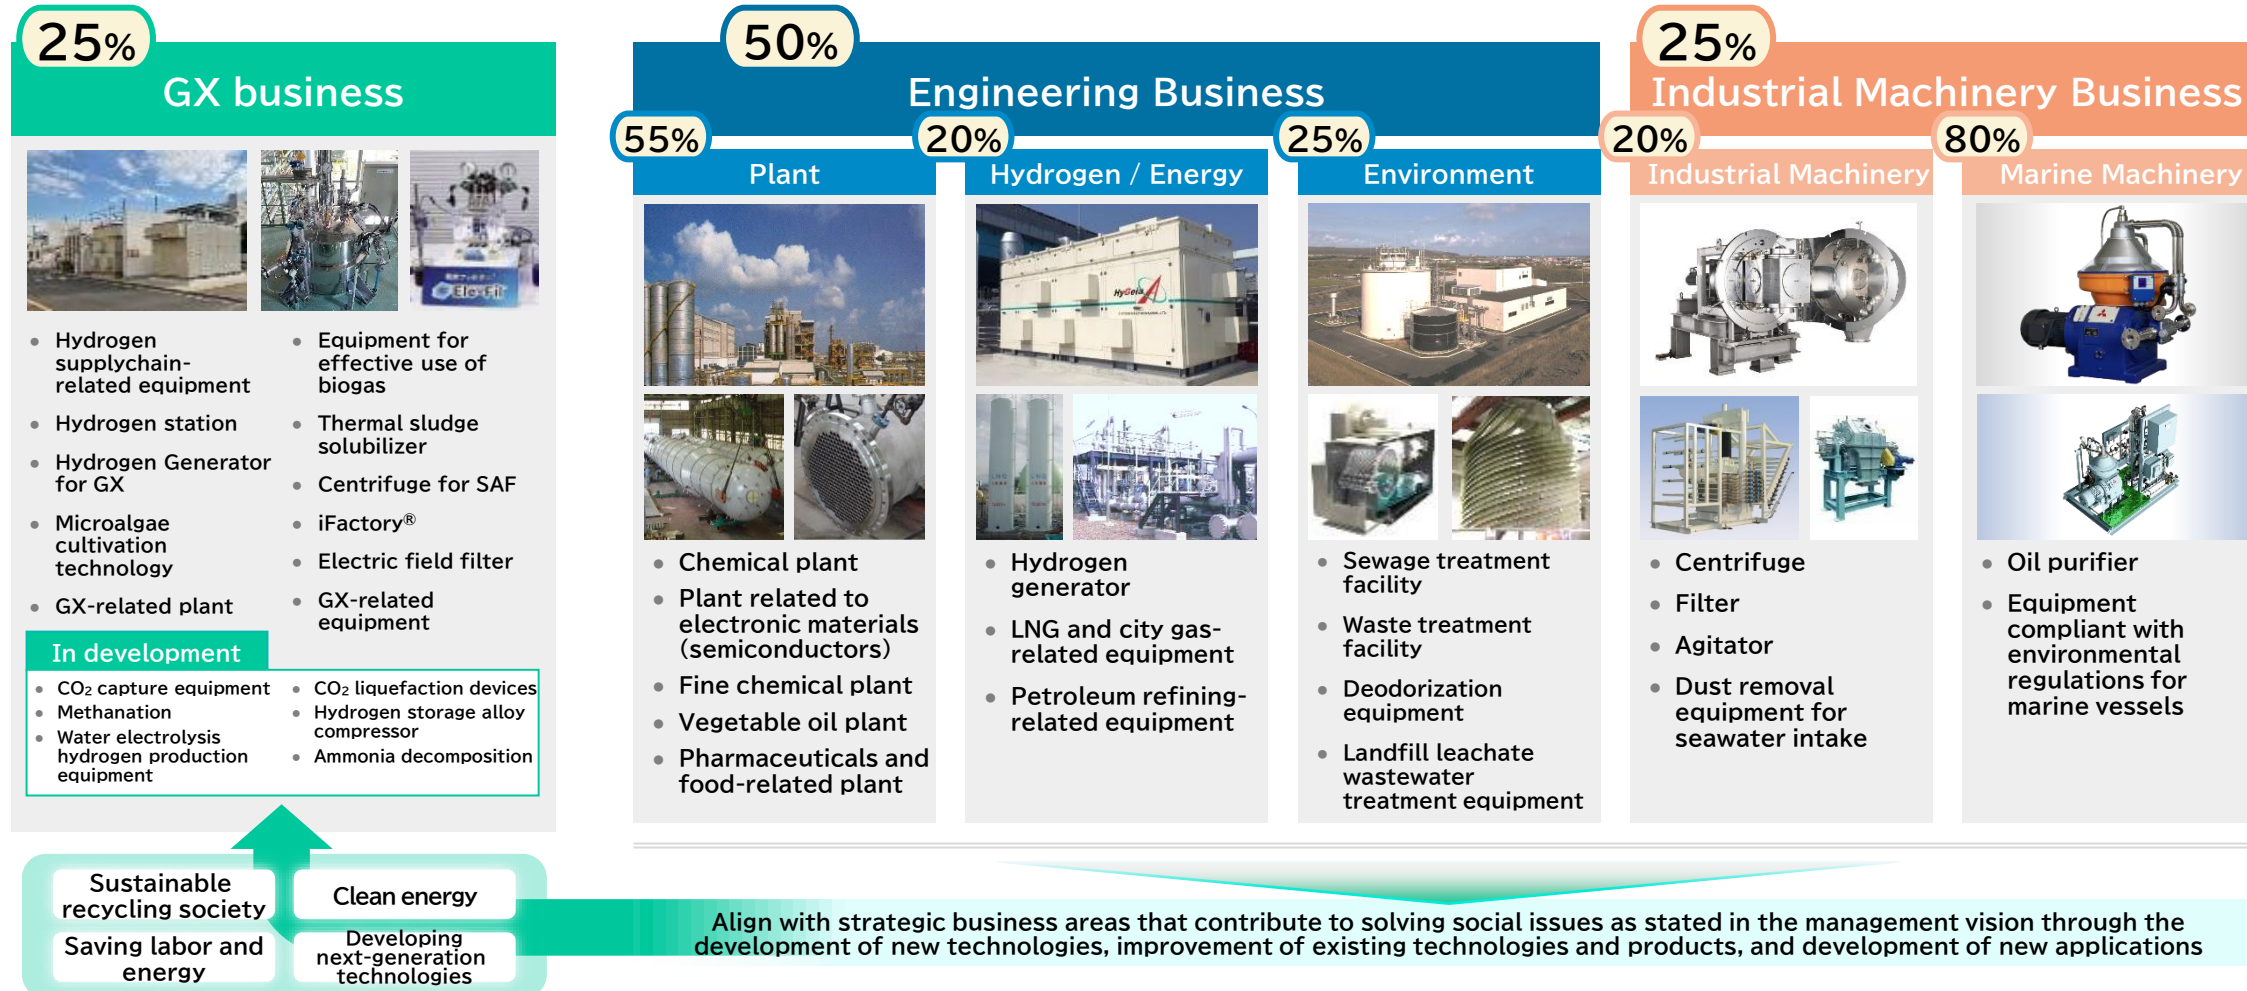 25%
GX business
Hydrogen
supplychain-
related equipment
Hydrogen station
Hydrogen Generator
for GX
Microalgae
cultivation
technology
GX-related plant
Ele-Fil
Equipment for
effective use of
biogas
Thermal sludge
solubilizer
Centrifuge for SAF
iFactory®
Electric field filter
GX-related
equipment
In development
CO₂ capture equipment
Methanation
Water electrolysis
hydrogen production
equipment
CO₂ liquefaction devices
Hydrogen storage alloy
compressor
Ammonia decomposition
Sustainable
recycling society
Clean energy
Saving labor and
energy
Developing
next-generation
technologies
50%
Engineering Business
55%
Plant
Chemical plant
Plant related to
electronic materials
(semiconductors)
Fine chemical plant
Vegetable oil plant
Pharmaceuticals and
food-related plant
20%
Hydrogen / Energy
HyGeia
LNG
LNG
Hydrogen
generator
LNG and city gas-
related equipment
Petroleum refining-
related equipment
25%
Environment
Sewage treatment
facility
Waste treatment
facility
Deodorization
equipment
Landfill leachate
wastewater
treatment equipment
25%
Industrial Machinery Business
20%
Industrial Machinery
Centrifuge
Filter
Agitator
Dust removal
equipment for
seawater intake
80%
Marine Machinery
Oil purifier
Equipment
compliant with
environmental
regulations for
marine vessels
Align with strategic business areas that contribute to solving social issues as stated in the management vision through the
development of new technologies, improvement of existing technologies and products, and development of new applications